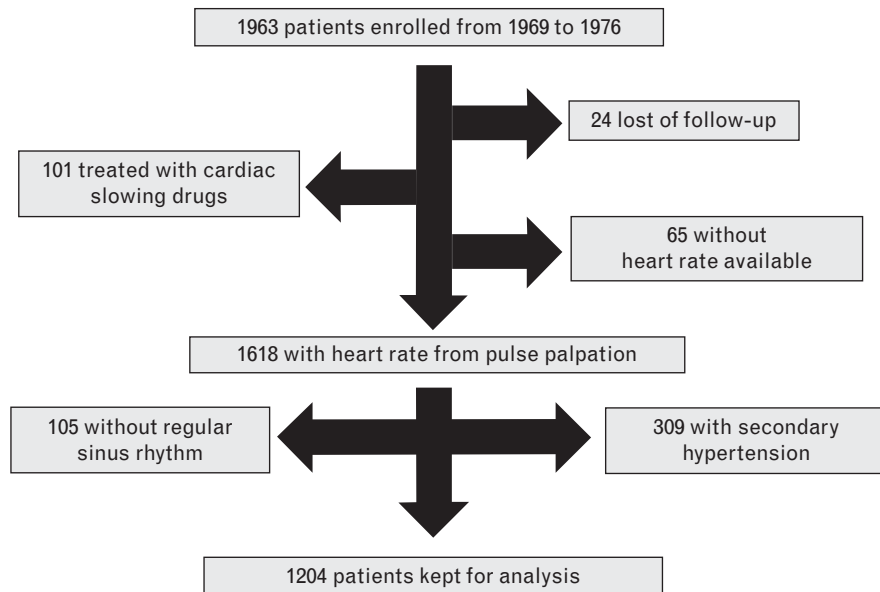 1963 patients enrolled from 1969 to 1976
24 lost of follow-up
101 treated with cardiac
slowing drugs
65 without
heart rate available
1618 with heart rate from pulse palpation
105 without regular
sinus rhythm
309 with secondary
hypertension
1204 patients kept for analysis